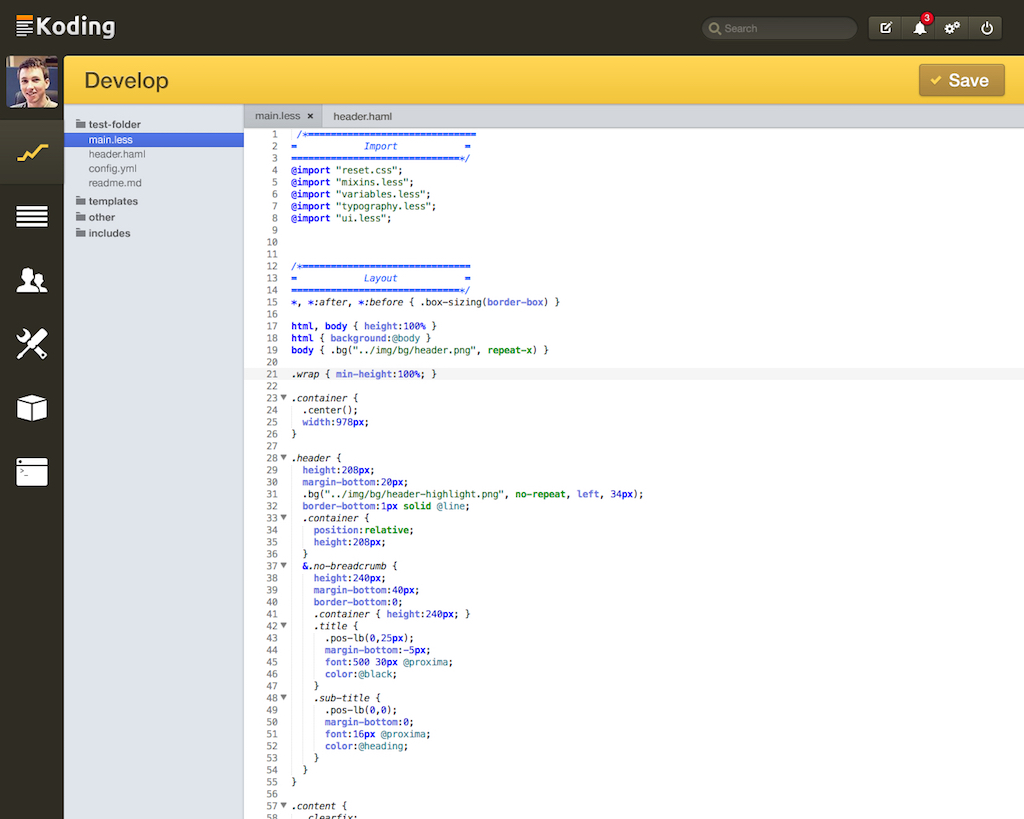 Koding
Search
3
Develop
Save
test-folder
main.less
header.haml
config.yml
readme.md
templates
other
includes
main.less × header.haml
1 /*==============================
2 = Import =
3 ==============================*/
4 @import "reset.css";
5 @import "mixins.less";
6 @import "variables.less";
7 @import "typography.less";
8 @import "ui.less";
9
10
11
12 /*==============================
13 = Layout =
14 ==============================*/
15 *, *:after, *:before { .box-sizing(border-box) }
16
17 html, body { height:100% }
18 html { background:@body }
19 body { .bg("../img/bg/header.png", repeat-x) }
20
21 .wrap { min-height:100%; }
22
23 .container {
24 .center();
25 width:978px;
26 }
27
28 .header {
29 height:208px;
30 margin-bottom:20px;
31 .bg("../img/bg/header-highlight.png", no-repeat, left, 34px);
32 border-bottom:1px solid @line;
33 .container {
34 position:relative;
35 height:208px;
36 }
37 &.no-breadcrumb {
38 height:240px;
39 margin-bottom:40px;
40 border-bottom:0;
41 .container { height:240px; }
42 .title {
43 .pos-lb(0,25px);
44 margin-bottom:-5px;
45 font:500 30px @proxima;
46 color:@black;
47 }
48 .sub-title {
49 .pos-lb(0,0);
50 margin-bottom:0;
51 font:16px @proxima;
52 color:@heading;
53 }
54 }
55 }
56
57 .content {
58 .clearfix;